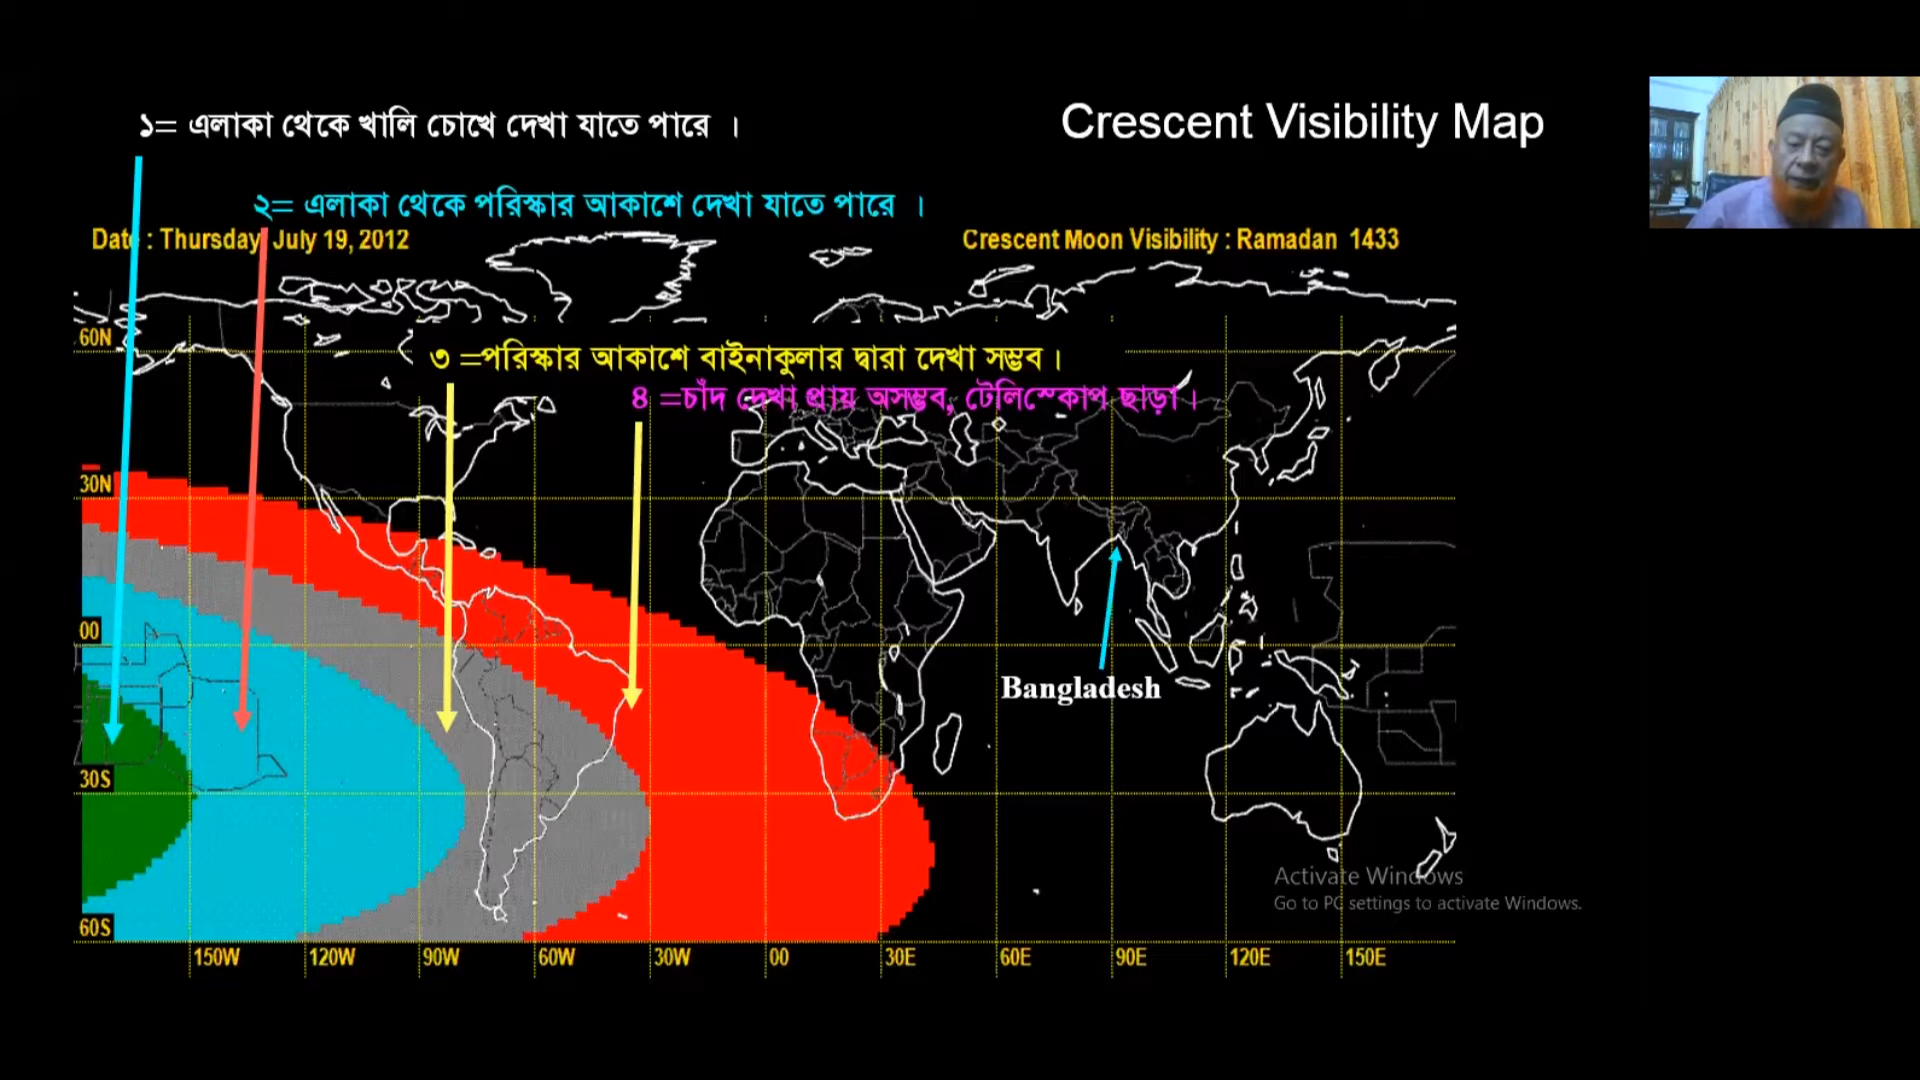 ১= এলাকা থেকে খালি চোখে দেখা যাতে পারে ।
Crescent Visibility Map
২= এলাকা থেকে পরিস্কার আকাশে দেখা যাতে পারে ।
Date : Thursday July 19, 2012
Crescent Moon Visibility : Ramadan 1433
60N
৩ =পরিস্কার আকাশে বাইনাকুলার দ্বারা দেখা সম্ভব ।
৪ =চাঁদ দেখা প্রায় অসম্ভব, টেলিস্কোপ ছাড়া ।
30N
00
Bangladesh
30S
Activate Windows
Go to PC settings to activate Windows.
60S
150W 120W 90W 60W 30W 00 30E 60E 90E 120E 150E